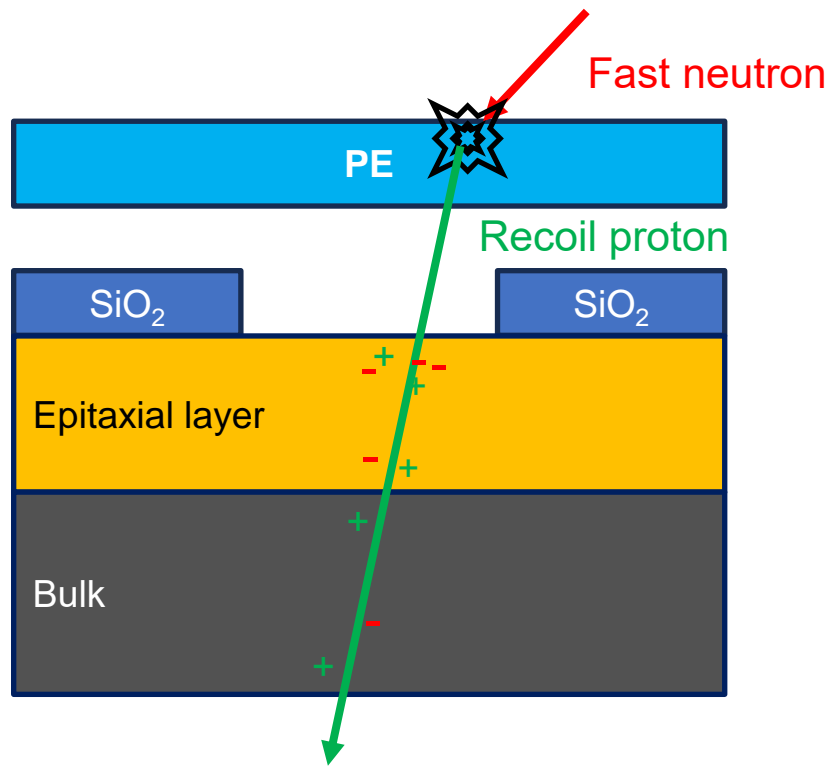 Fast neutron
PE
Recoil proton
SiO₂
SiO₂
+
- -
-
+
Epitaxial layer
-
+
+
Bulk
-
+